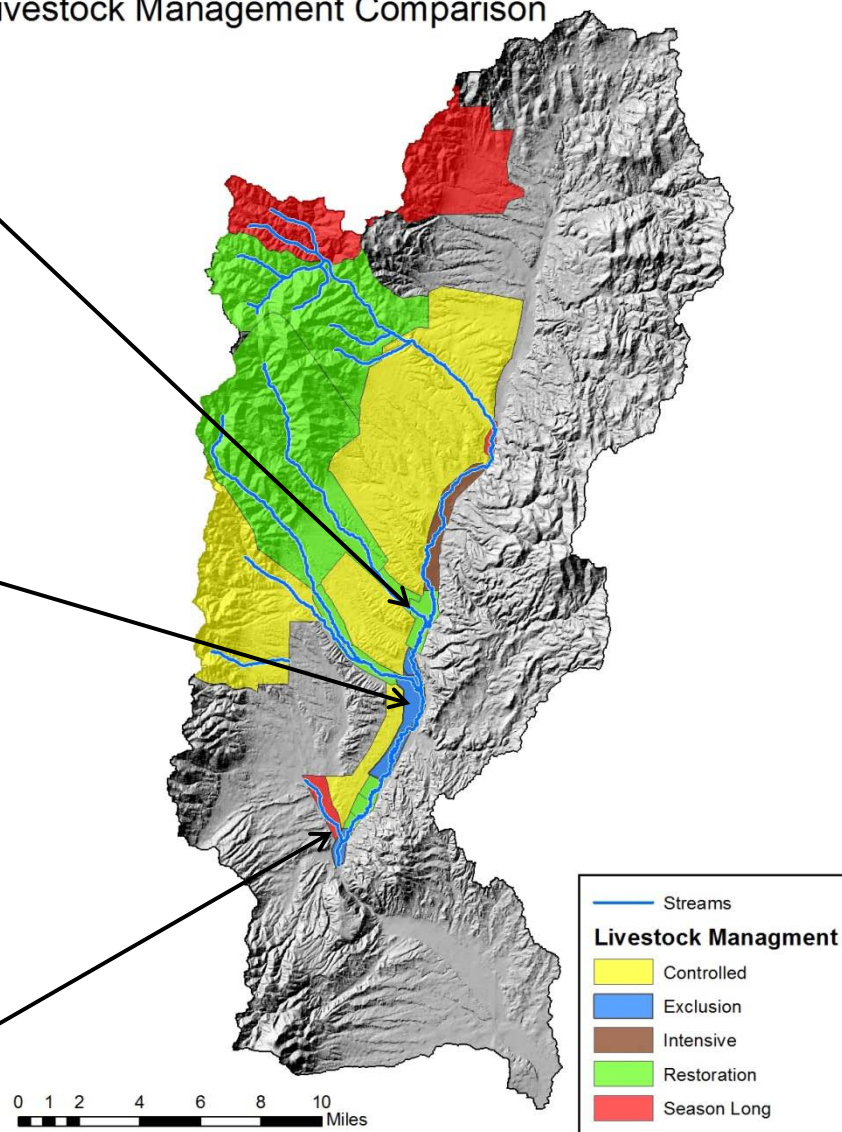 ivestock Management Comparison
Streams
Livestock Managment
Controlled
Exclusion
Intensive
Restoration
Season Long
0 1 2 4 6 8 10
Miles